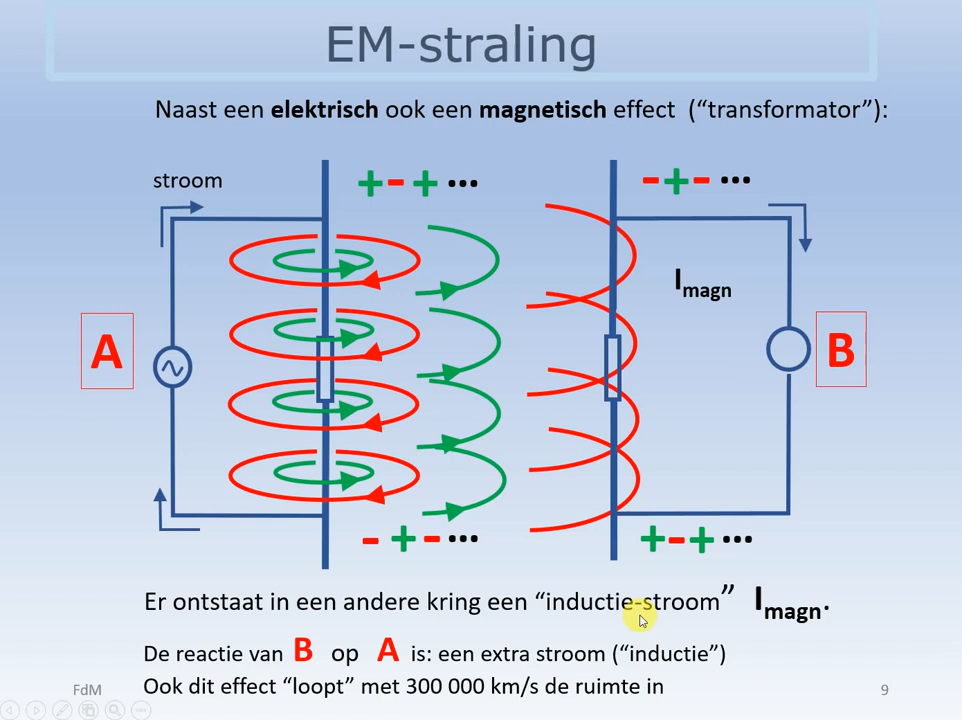 EM-straling
Naast een elektrisch ook een magnetisch effect ("transformator"):
stroom
+-+...
-+-...
I magn
A
B
-+-...
+-+...
Er ontstaat in een andere kring een "inductie-stroom" I magn.
De reactie van B op A is: een extra stroom ("inductie")
Ook dit effect "loopt" met 300 000 km/s de ruimte in
FdM
9